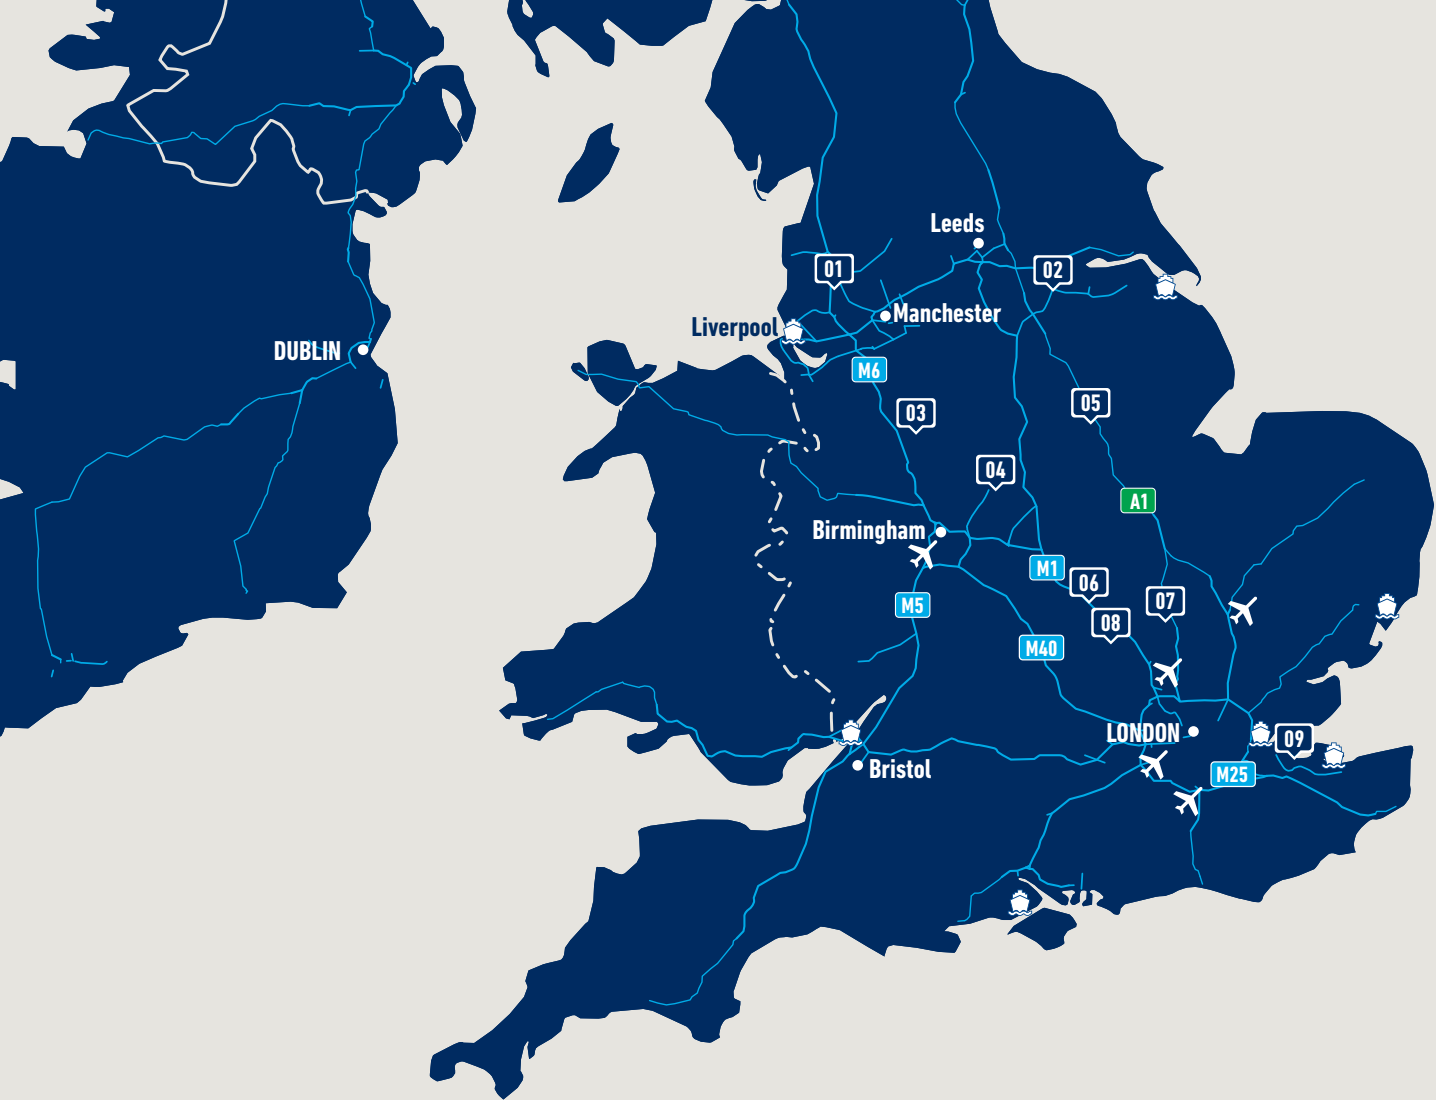 Leeds
01
02
Manchester
Liverpool
DUBLIN
M6
05
03
04
A1
Birmingham
M1
06
07
M5
08
M40
LONDON
09
Bristol
M25